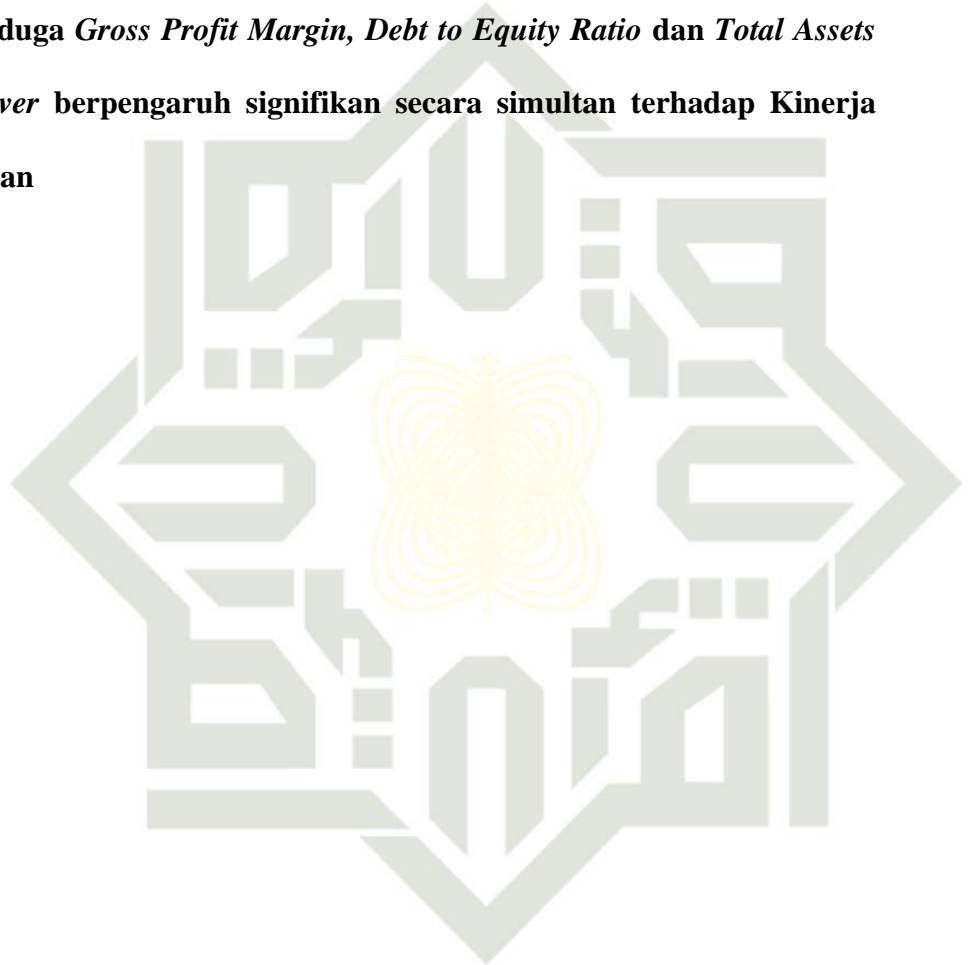 duga Gross Profit Margin, Debt to Equity Ratio dan Total Assets
ver berpengaruh signifikan secara simultan terhadap Kinerja
an